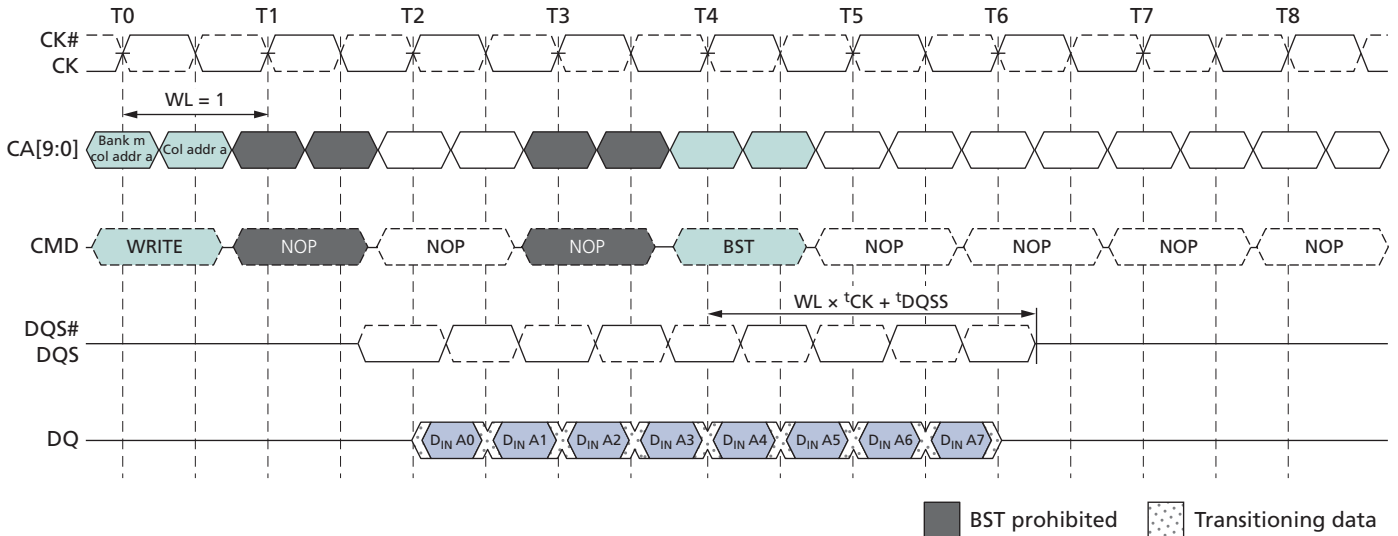 T0 T1 T2 T3 T4 T5 T6 T7 T8
CK#
CK
WL = 1
CA[9:0]
Bank m
col addr a
Col addr a
CMD WRITE NOP NOP NOP BST NOP NOP NOP NOP
WL × tCK + tDQSS
DQS#
DQS
DQ DIN A0 DIN A1 DIN A2 DIN A3 DIN A4 DIN A5 DIN A6 DIN A7
BST prohibited Transitioning data